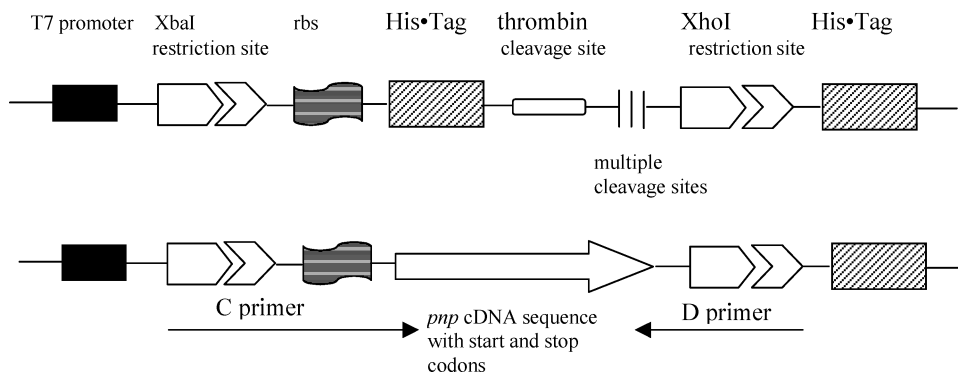 T7 promoter
XbaI
restriction site
rbs
His•Tag
thrombin
cleavage site
XhoI
restriction site
His•Tag
multiple
cleavage sites
C primer
pnp cDNA sequence
with start and stop
codons
D primer